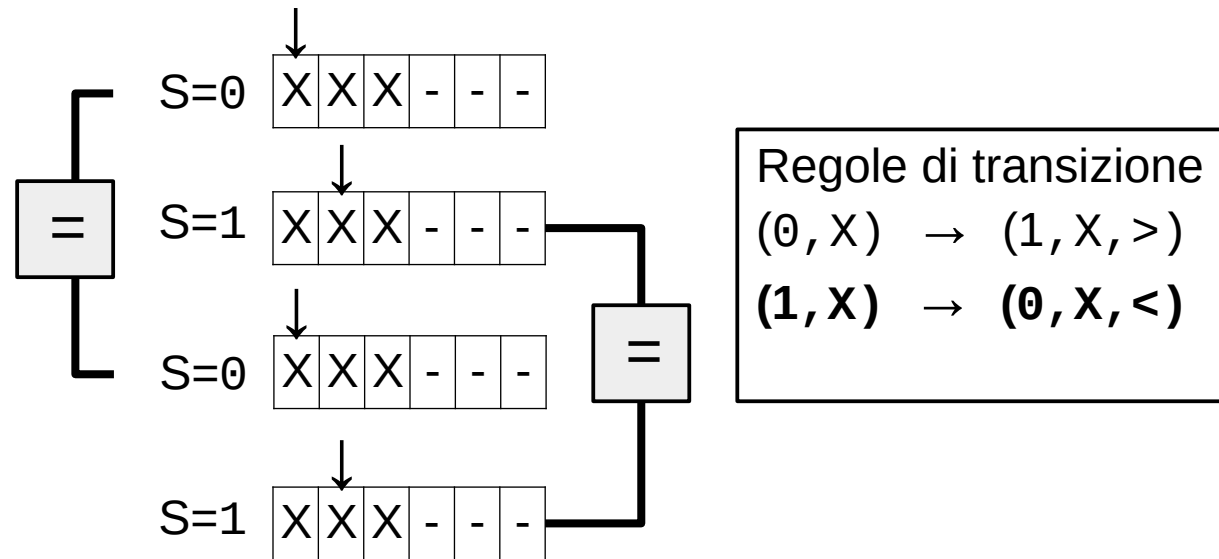 S=0 X X X - - -
S=1 X X X - - -
=
S=0 X X X - - -
=
S=1 X X X - - -
Regole di transizione
(0,X) → (1,X,>)
(1,X) → (0,X,<)